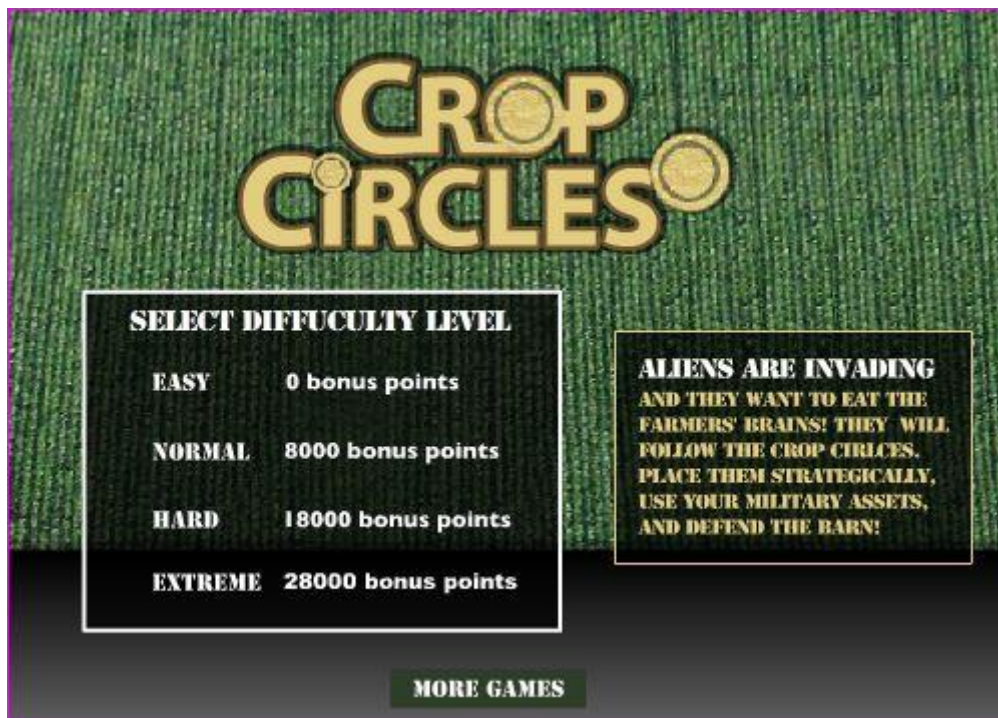 CROP
CIRCLES
SELECT DIFFUCULTY LEVEL
EASY 0 bonus points
NORMAL 8000 bonus points
HARD 18000 bonus points
EXTREME 28000 bonus points
ALIENS ARE INVADING
AND THEY WANT TO EAT THE
FARMERS' BRAINS! THEY WILL
FOLLOW THE CROP CIRLCES.
PLACE THEM STRATEGICALLY,
USE YOUR MILITARY ASSETS,
AND DEFEND THE BARN!
MORE GAMES